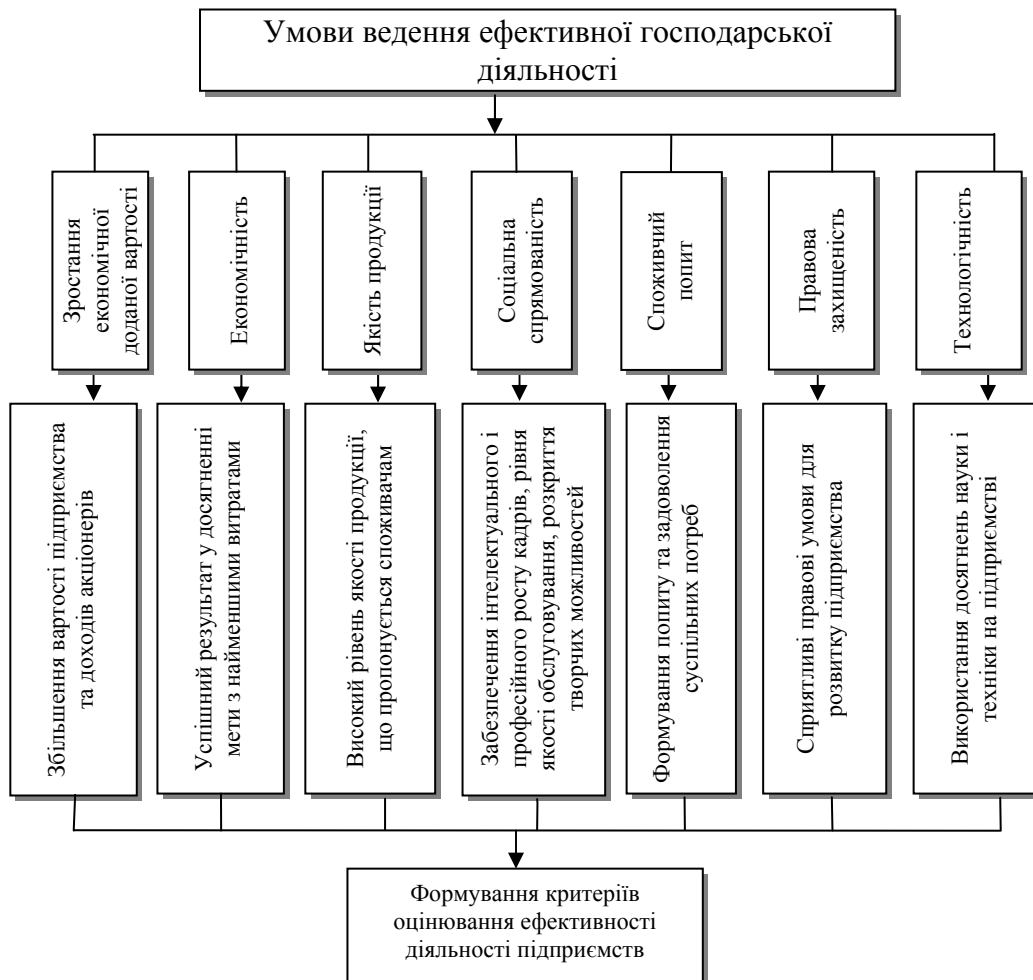 Умови ведення ефективної господарської
діяльності
Зростання
економічної
доданої вартості
Економічність
Якість продукції
Соціальна
спрямованість
Споживчий
попит
Правова
захищеність
Технологічність
Збільшення вартості підприємства
та доходів акціонерів
Успішний результат у досягненні
мети з найменшими витратами
Високий рівень якості продукції,
що пропонується споживачам
Забезпечення інтелектуального і
професійного росту кадрів, рівня
якості обслуговування, розкриття
творчих можливостей
Формування попиту та задоволення
суспільних потреб
Сприятливі правові умови для
розвитку підприємства
Використання досягнень науки і
техніки на підприємстві
Формування критеріїв
оцінювання ефективності
діяльності підприємств